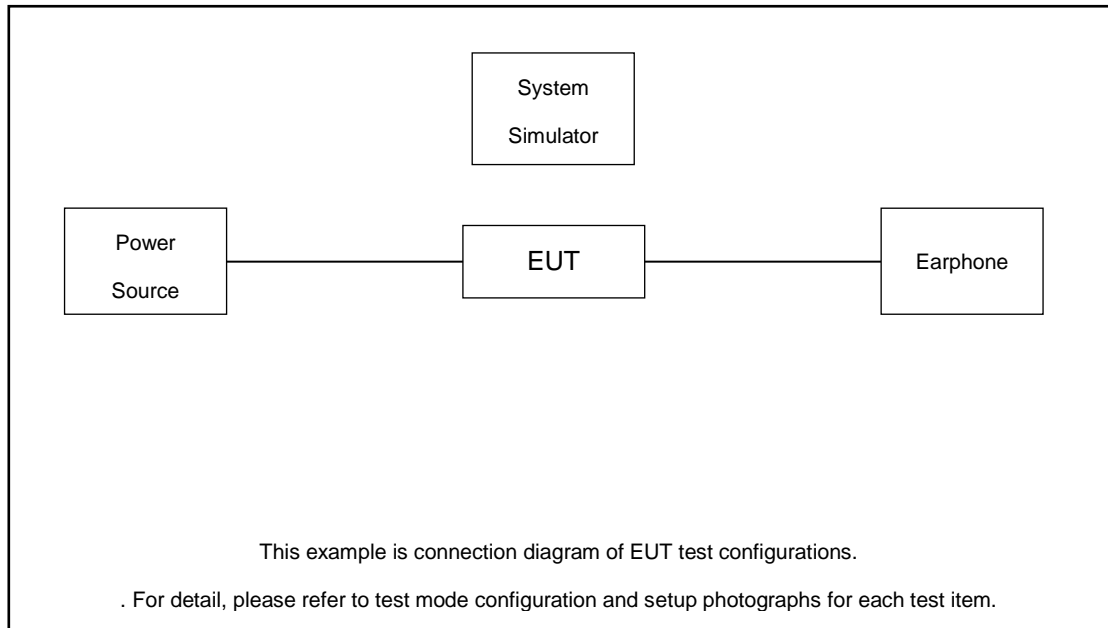 System
Simulator
Power
Source
EUT
Earphone
This example is connection diagram of EUT test configurations.
. For detail, please refer to test mode configuration and setup photographs for each test item.